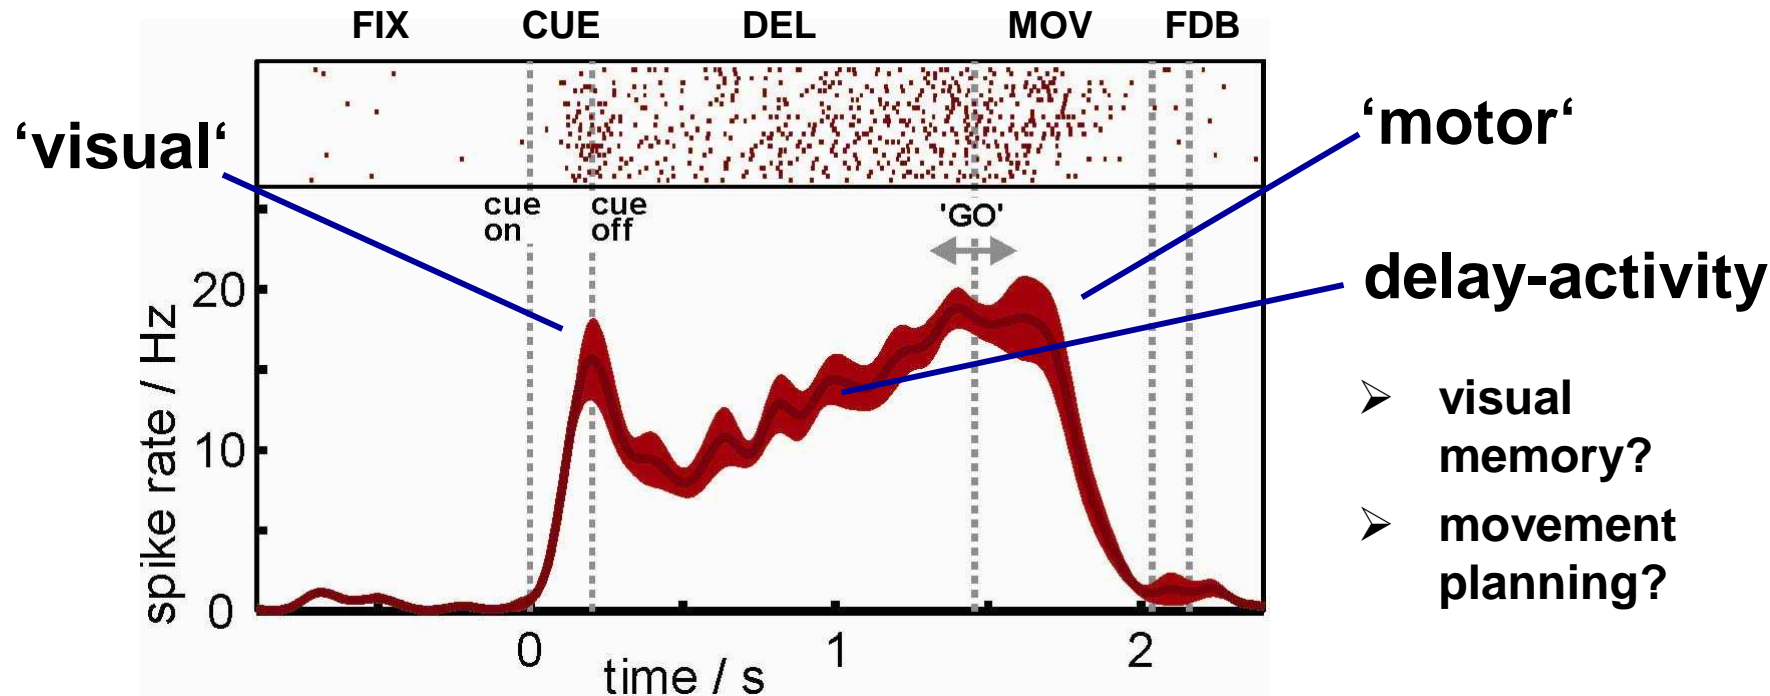 FIX CUE DEL MOV FDB
‘visual‘
‘motor‘
cue on
cue off
'GO'
delay-activity
20
10
0
spike rate / Hz
0 1 2
time / s
➢ visual
memory?
➢ movement
planning?